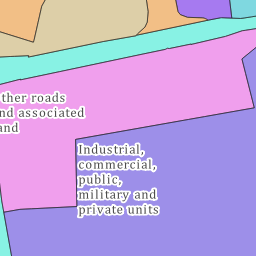 ther roads
nd associated
and
Industrial,
commercial,
public,
military and
private units